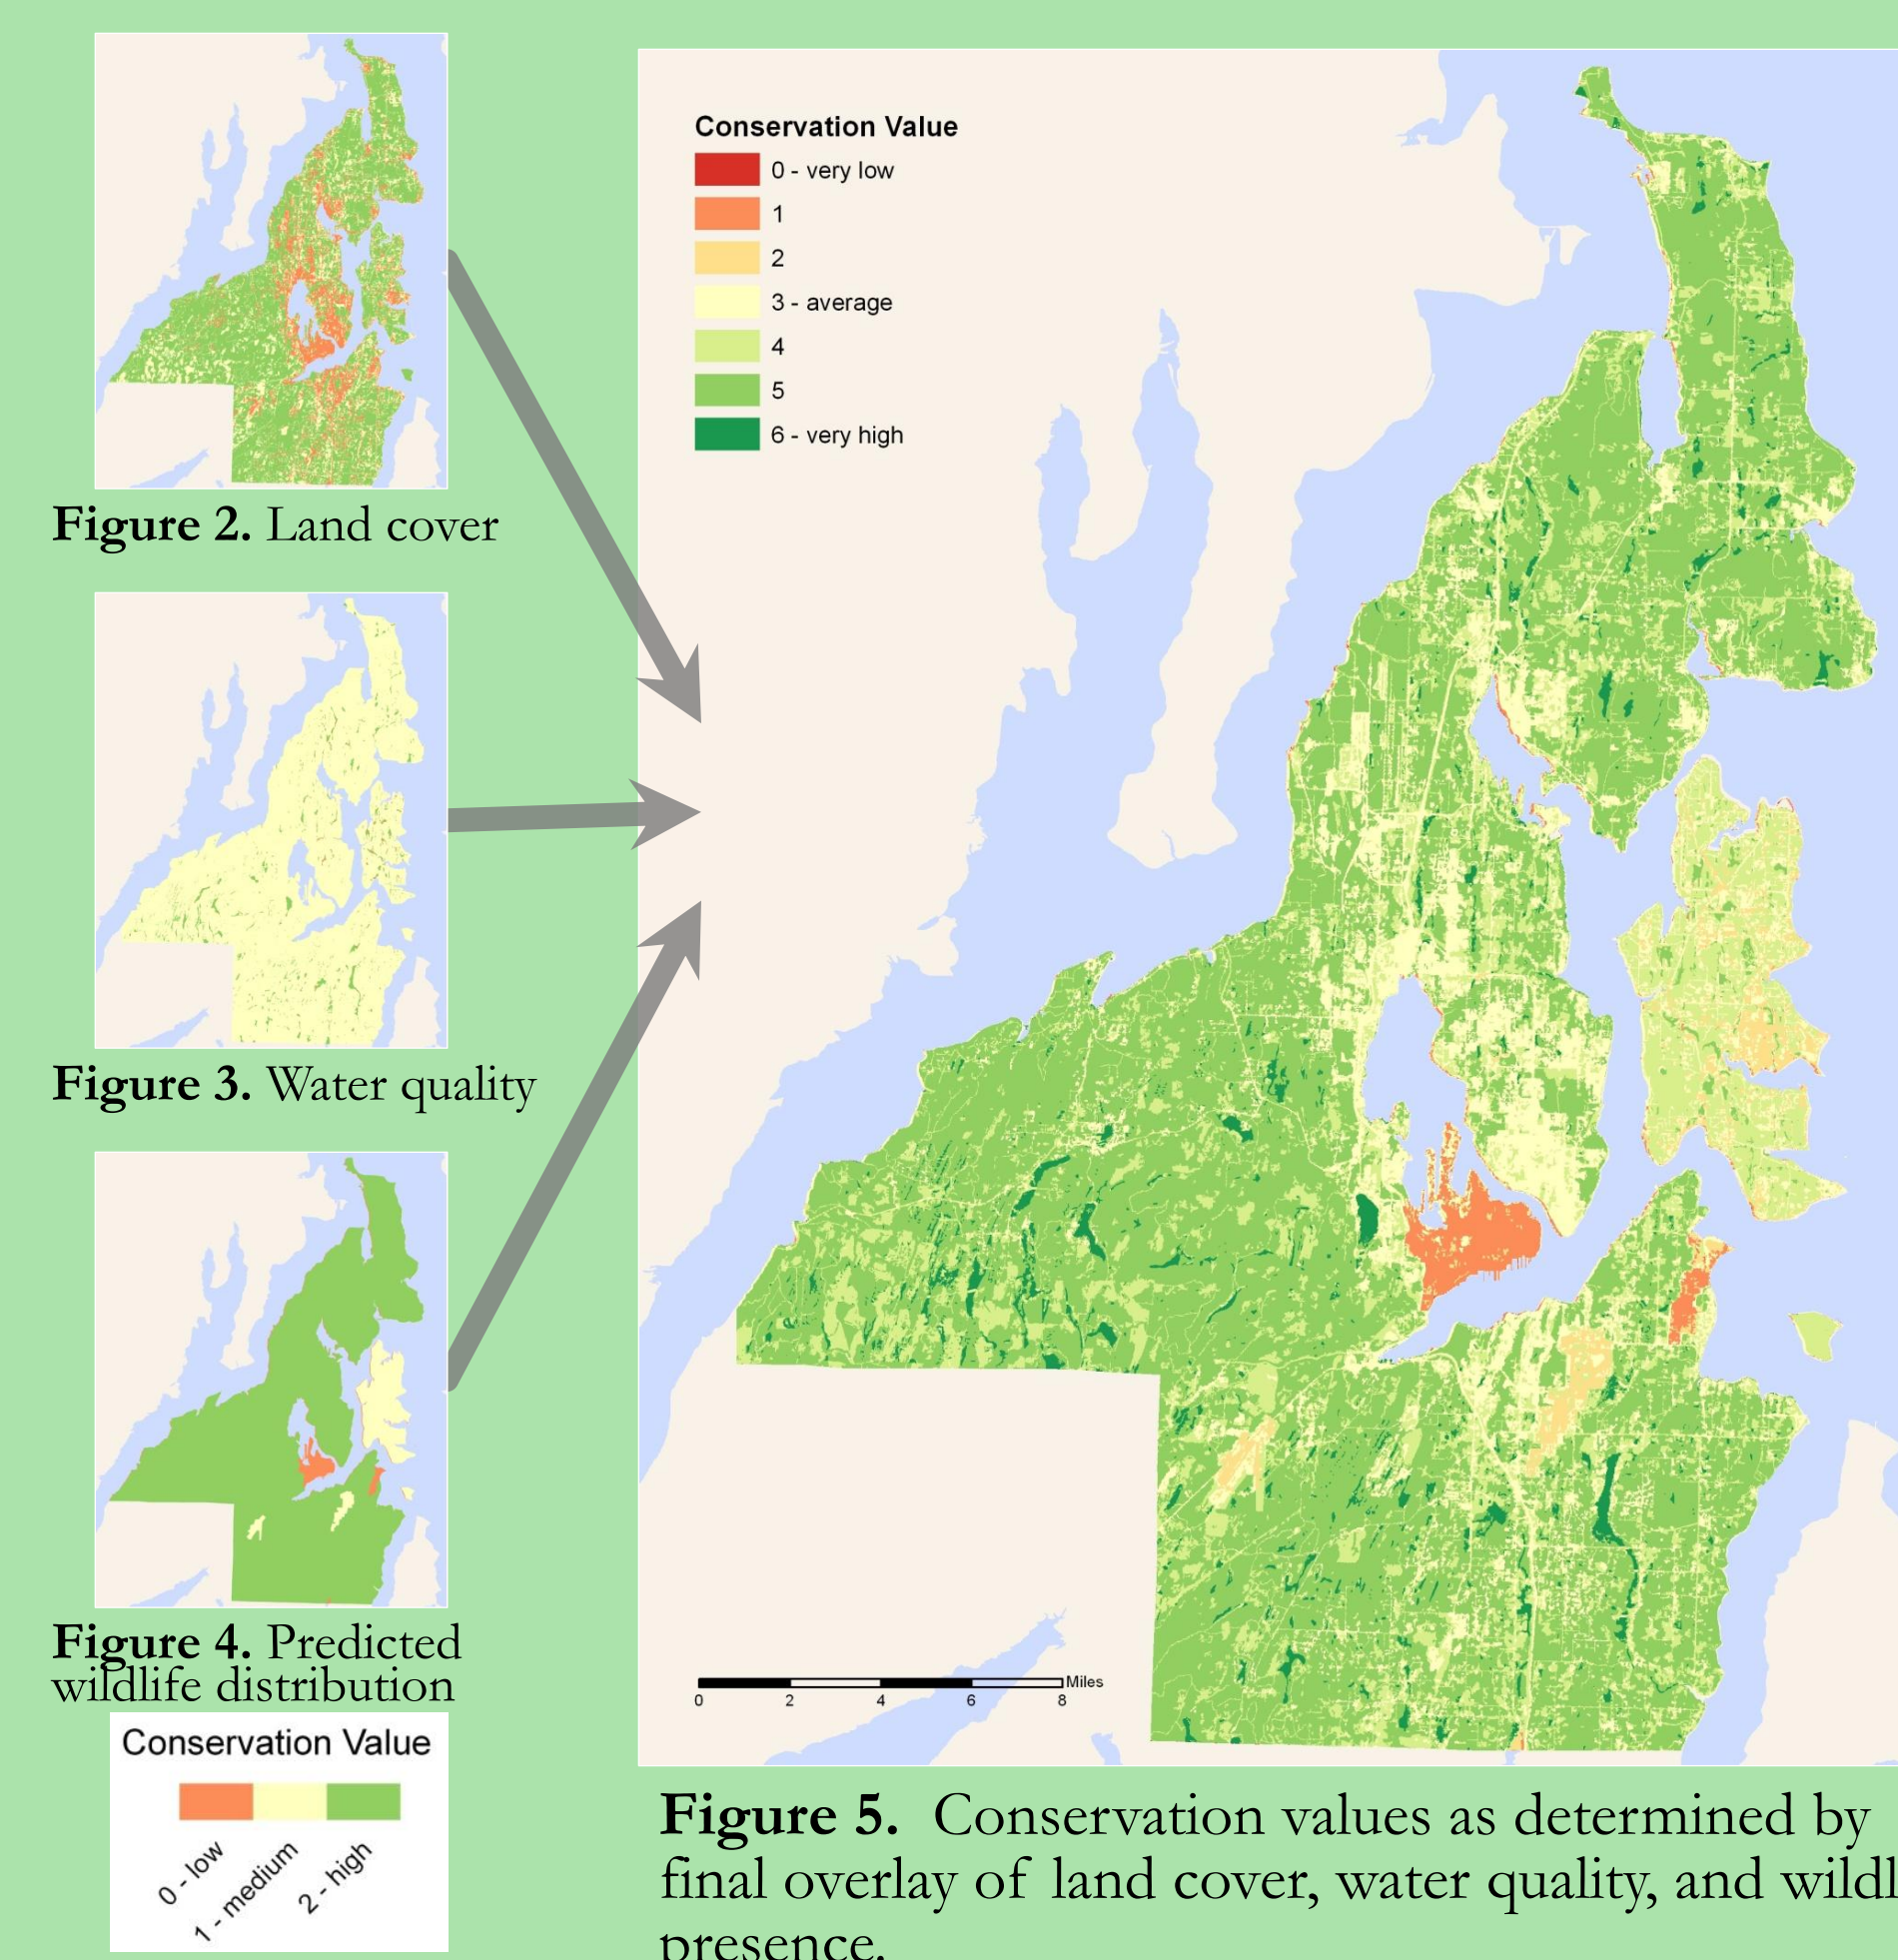 Figure 2. Land cover
Figure 3. Water quality
Figure 4. Predicted
wildlife distribution
Conservation Value
0 - low
1 - medium
2 - high
Conservation Value
0 - very low
1
2
3 - average
4
5
6 - very high
0 2 4 6 8 Miles
Figure 5. Conservation values as determined by
final overlay of land cover, water quality, and
presence.